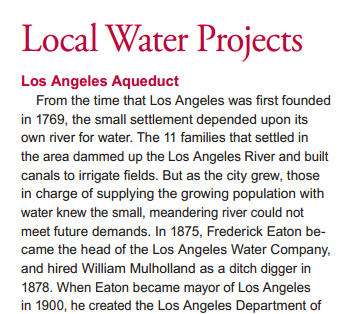 Local Water Projects
Los Angeles Aqueduct
From the time that Los Angeles was first founded
in 1769, the small settlement depended upon its
own river for water. The 11 families that settled in
the area dammed up the Los Angeles River and built
canals to irrigate fields. But as the city grew, those
in charge of supplying the growing population with
water knew the small, meandering river could not
meet future demands. In 1875, Frederick Eaton be-
came the head of the Los Angeles Water Company,
and hired William Mulholland as a ditch digger in
1878. When Eaton became mayor of Los Angeles
in 1900, he created the Los Angeles Department of